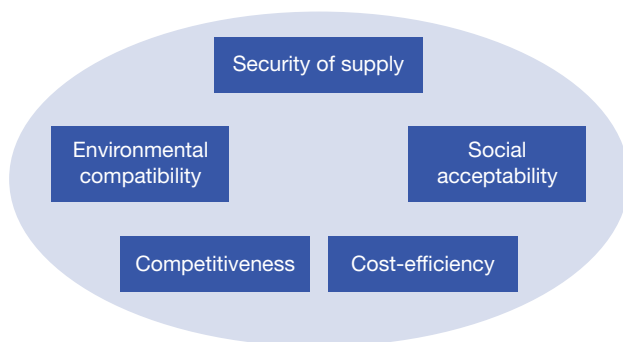 Security of supply
Environmental
compatibility
Social
acceptability
Competitiveness
Cost-efficiency